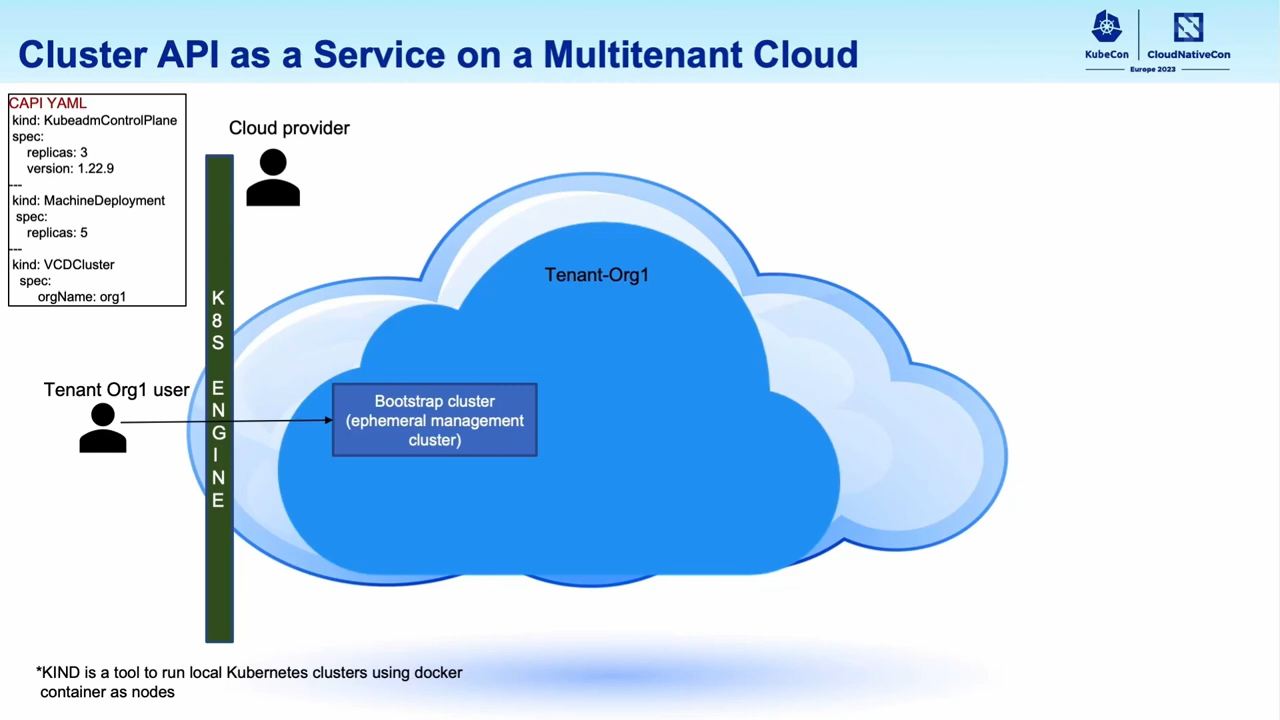 Cluster API as a Service on a Multitenant Cloud
KubeCon
CloudNativeCon
Europe 2023
CAPI YAML
kind: KubeadmControlPlane
spec:
replicas: 3
version: 1.22.9
---
kind: MachineDeployment
spec:
replicas: 5
---
kind: VCDCluster
spec:
orgName: org1
Cloud provider
Tenant-Org1
K
8
S
E
N
G
I
N
E
Tenant Org1 user
Bootstrap cluster
(ephemeral management
cluster)
*KIND is a tool to run local Kubernetes clusters using docker
container as nodes